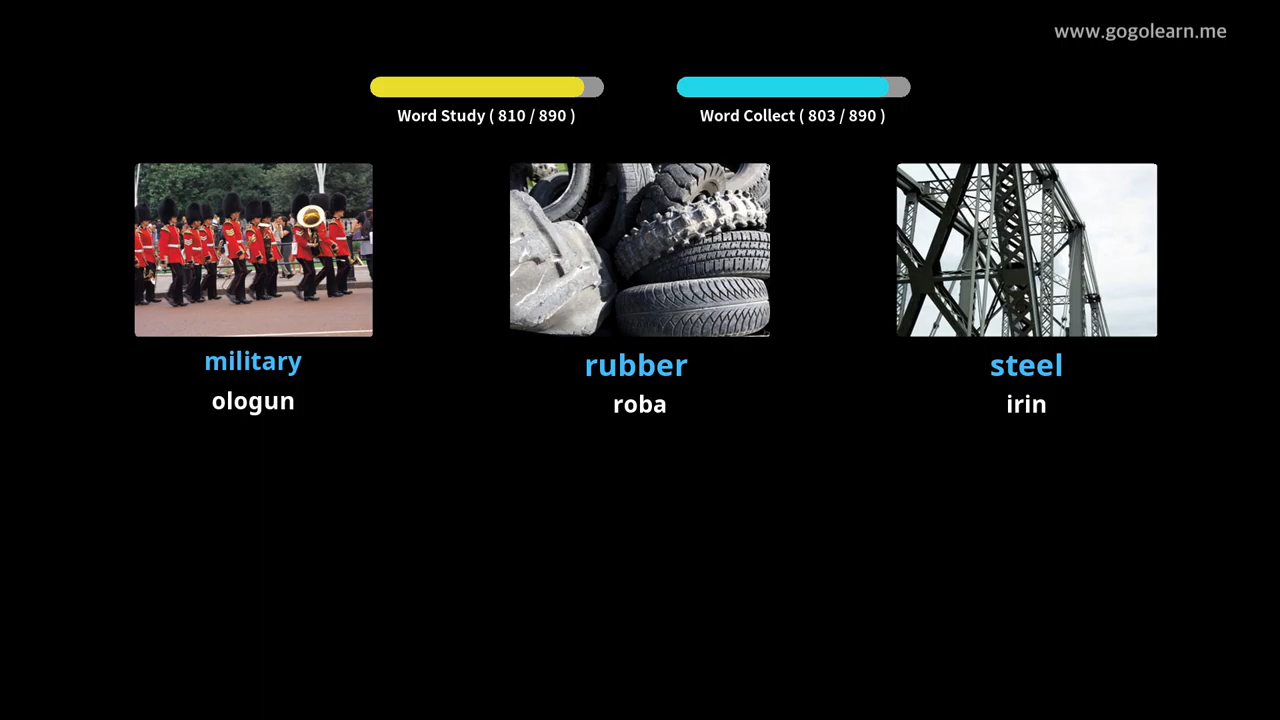 www.gogolearn.me
Word Study ( 810 / 890 )
Word Collect ( 803 / 890 )
military
rubber
steel
ologun
roba
irin